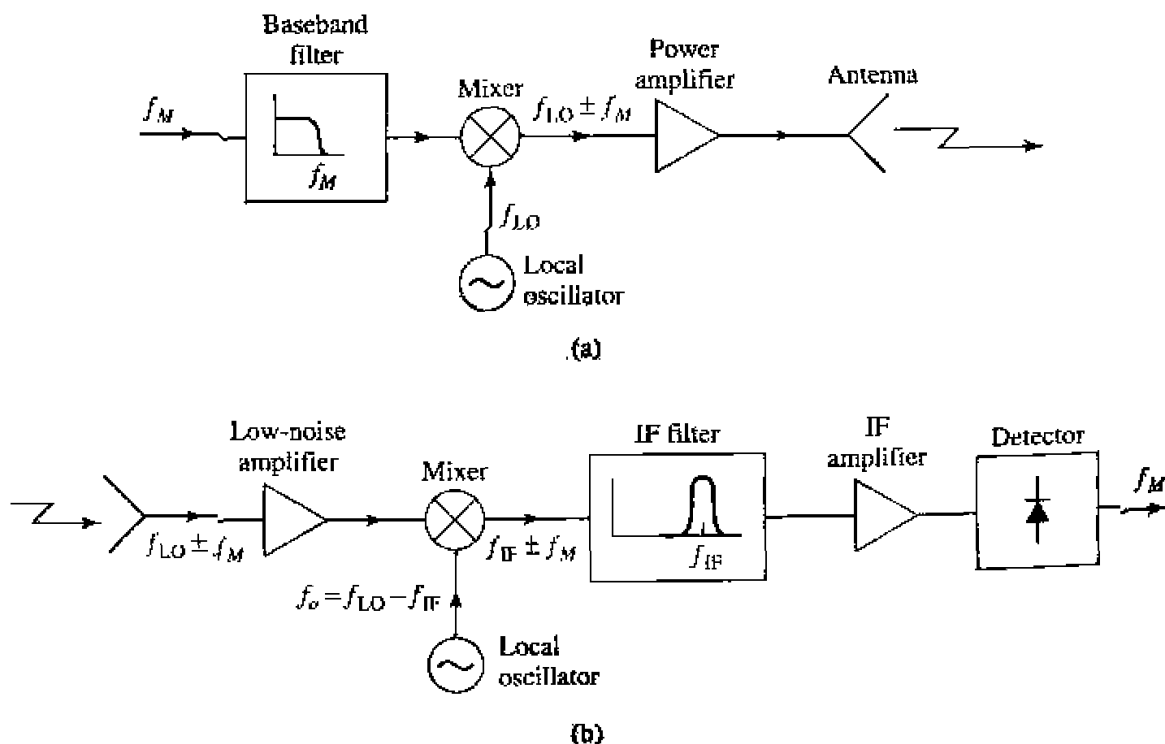 Baseband
filter
f_M
f_M
Mixer
f_LO ± f_M
Power
amplifier
Antenna
f_LO
Local
oscillator
(a)
Low-noise
amplifier
f_LO ± f_M
Mixer
f_IF ± f_M
f_o = f_LO − f_IF
Local
oscillator
IF filter
f_IF
IF
amplifier
Detector
f_M
(b)